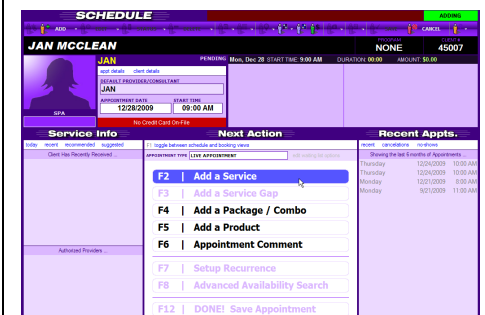 SCHEDULE
ADDING
ADD
CANCEL
JAN MCCLEAN
PROGRAM
NONE
CLIENT #
45007
JAN
PENDING
Mon, Dec 28 START TIME: 9:00 AM DURATION: 00:00 AMOUNT: $0.00
appt details client details
DEFAULT PROVIDER/CONSULTANT
JAN
APPOINTMENT DATE START TIME
12/28/2009 09:00 AM
SPA
No Credit Card On-File
Service Info
Next Action
Recent Appts.
today recent recommended suggested
F1 toggle between schedule and booking views
recent cancelations no-shows
Client Has Recently Received ...
APPOINTMENT TYPE LIVE APPOINTMENT
Showing the last 6 months of Appointments ...
Thursday 12/24/2009 10:00 AM
Thursday 12/24/2009 10:00 AM
Monday 12/21/2009 8:00 AM
Monday 9/21/2009 11:00 AM
F2 | Add a Service
F3 | Add a Service Gap
F4 | Add a Package / Combo
F5 | Add a Product
F6 | Appointment Comment
Authorized Providers ...
F7 | Setup Recurrence
F8 | Advanced Availability Search
F12 | DONE! Save Appointment